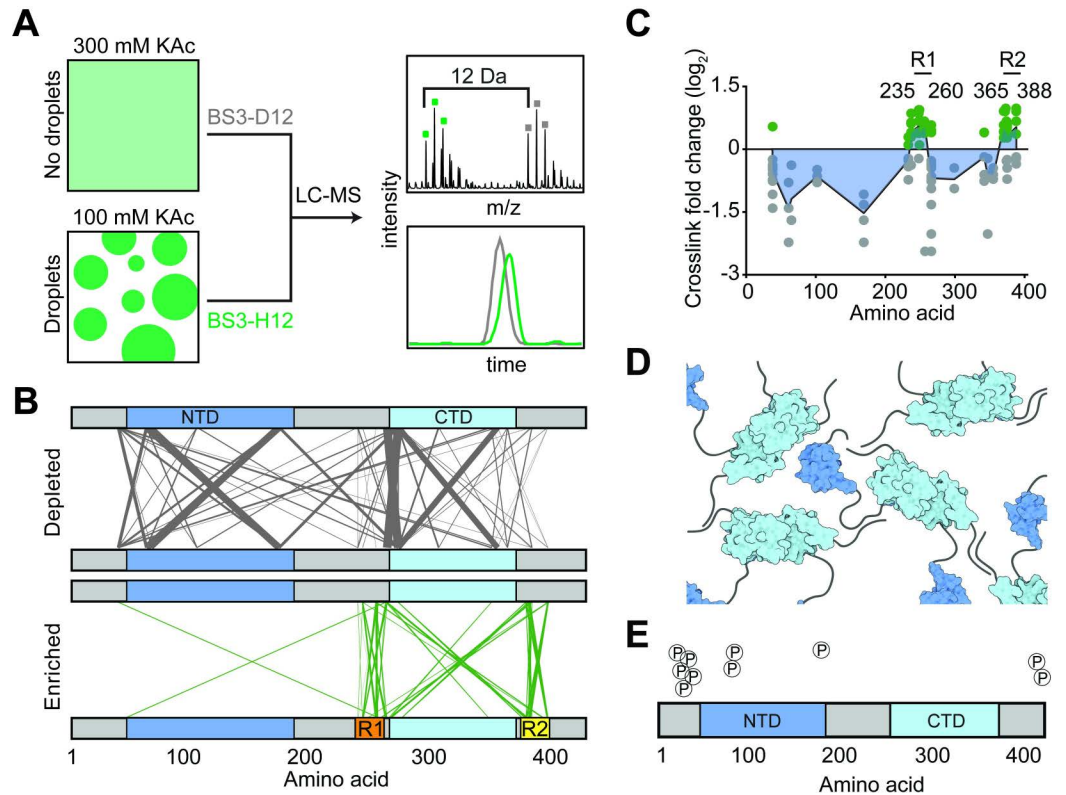 A
300 mM KAc
No droplets
BS3-D12
100 mM KAc
Droplets
BS3-H12
LC-MS
12 Da
intensity
m/z
time
B
NTD CTD
Depleted
Enriched
R1 R2
1 100 200 300 400
Amino acid
C
Crosslink fold change (log2)
R1 R2
235 260 365 388
1.5
0
-1.5
-3
0 100 200 300 400
Amino acid
D
E
P P P P P P P P P P
NTD CTD
1 100 200 300 400
Amino acid